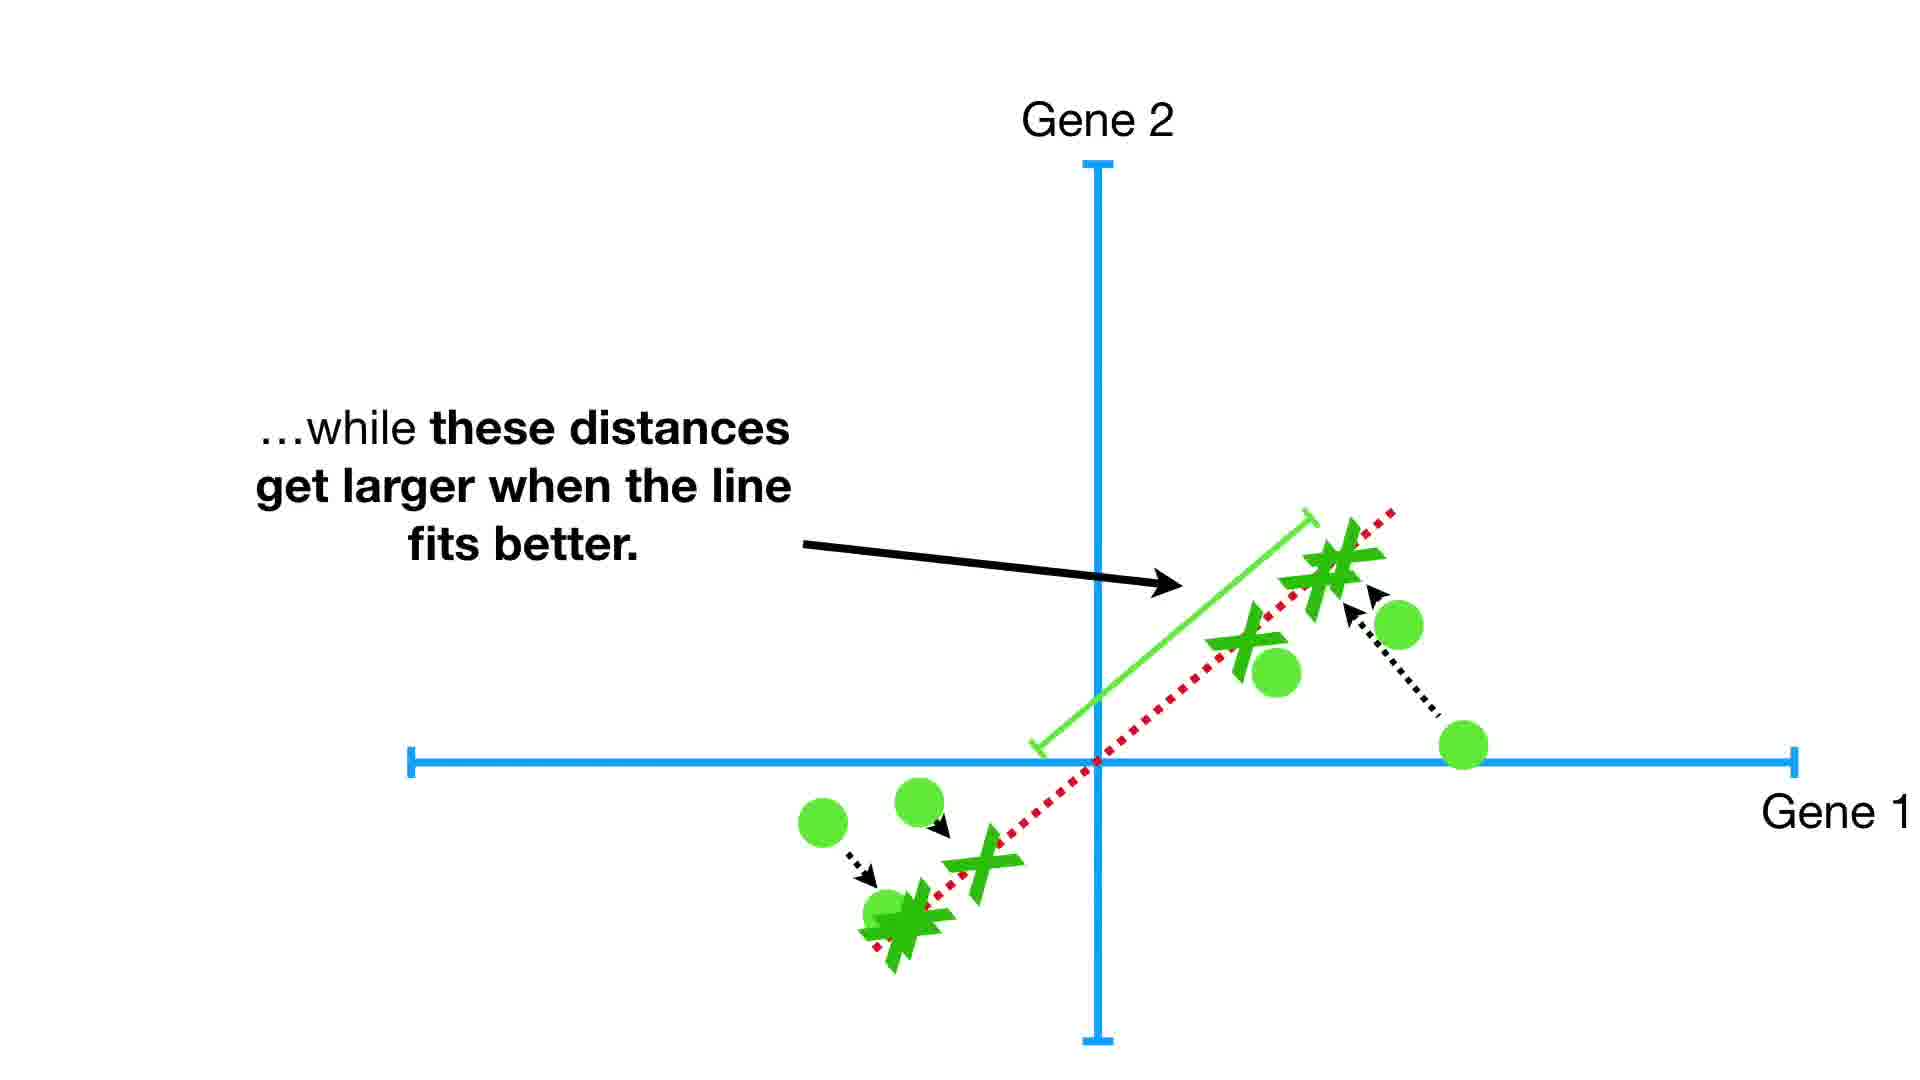 Gene 2
…while these distances
get larger when the line
fits better.
Gene 1